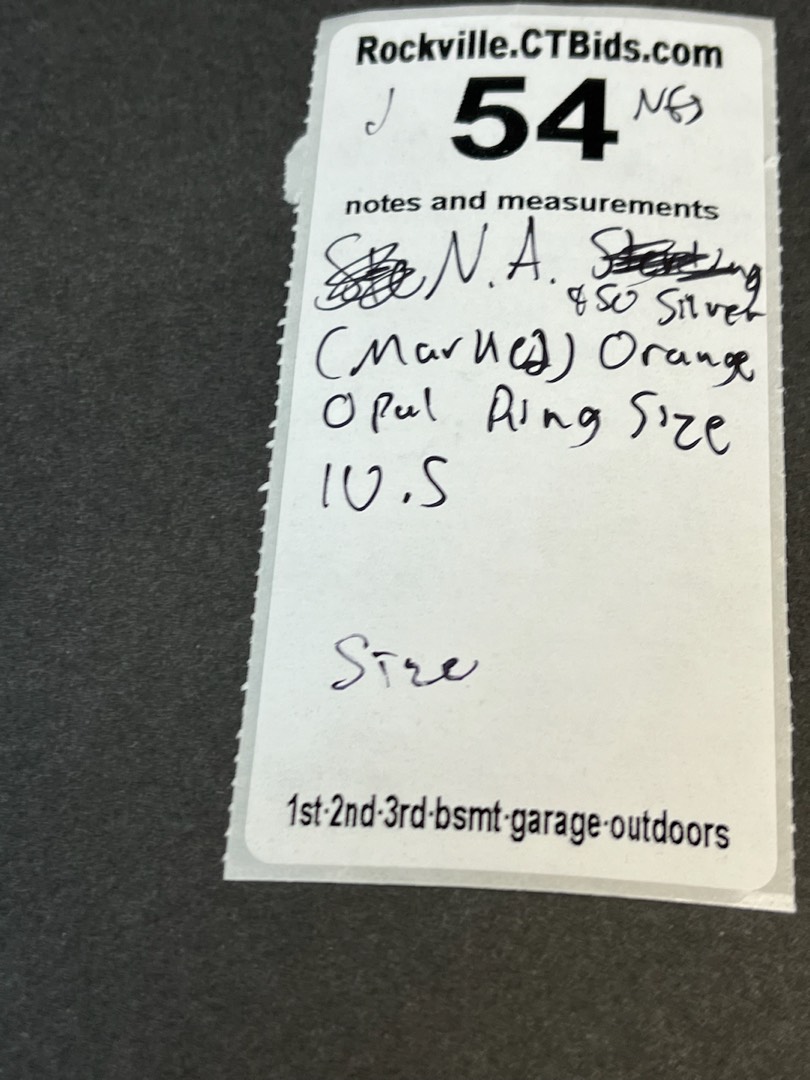 Rockville.CTBids.com
J 54
notes and measurements
N.A.
850 Silver
(Marked) Orange
Opal Ring Size
10.5
Size
1st·2nd·3rd·bsmt·garage·outdoors